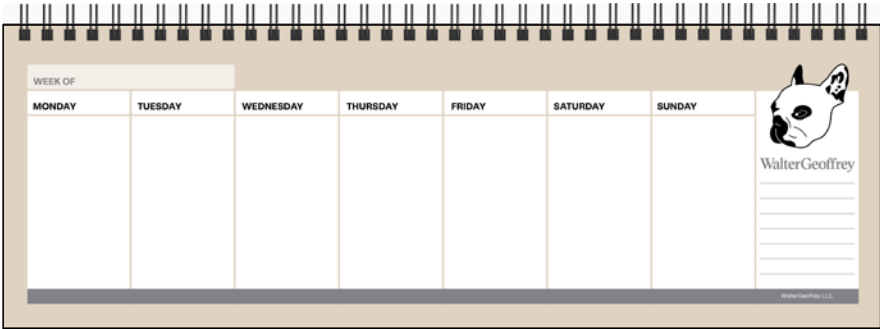 WEEK OF
MONDAY TUESDAY WEDNESDAY THURSDAY FRIDAY SATURDAY SUNDAY
WalterGeoffrey
WalterGeoffrey LLC